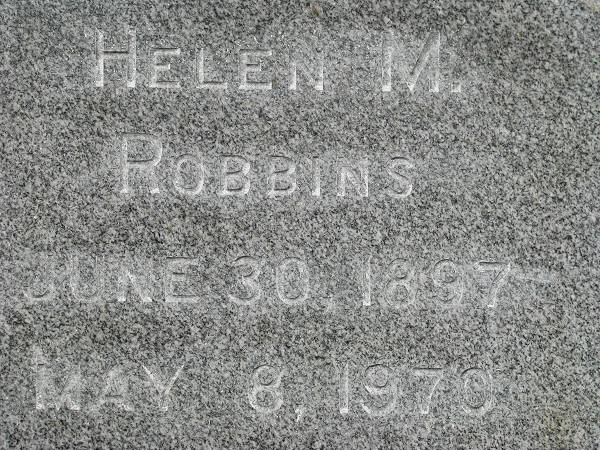 HELEN M.
ROBBINS
JUNE 30, 1897
MAY 8, 1970